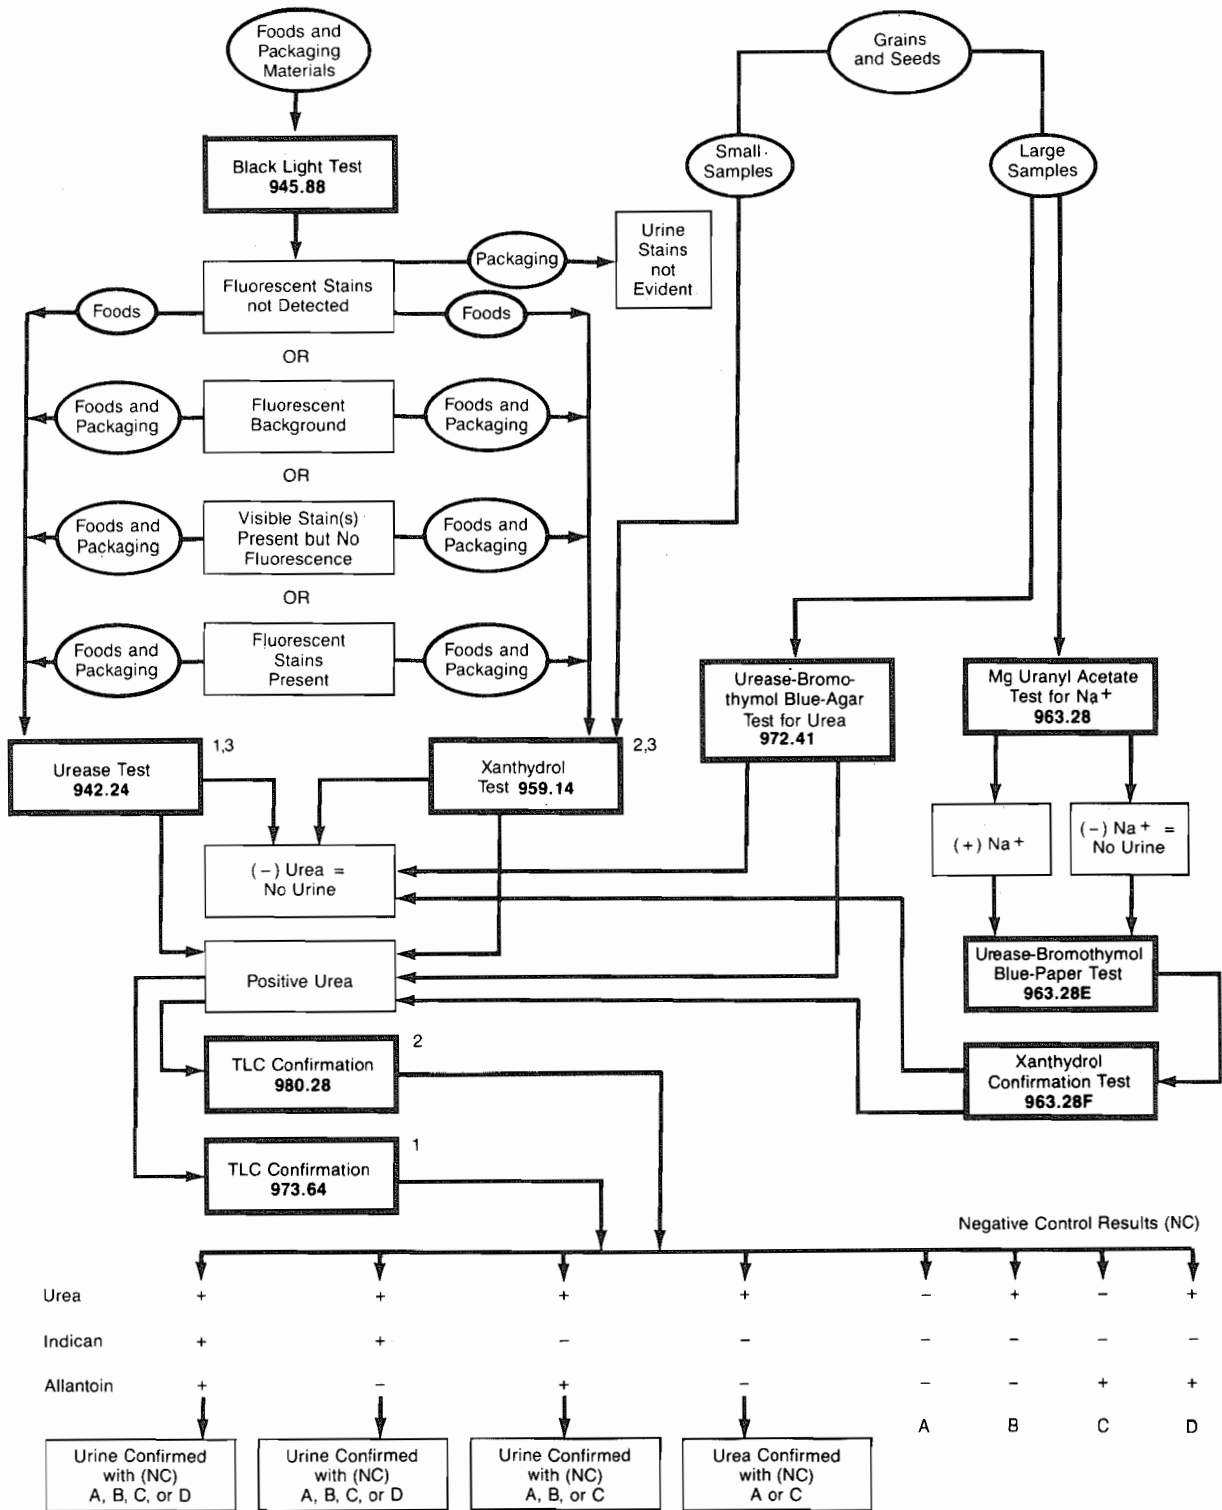 Foods and
Packaging
Materials
Grains
and Seeds
Black Light Test
945.88
Small
Samples
Large
Samples
Packaging
Urine
Stains
not
Evident
Fluorescent Stains
not Detected
Foods
Foods
OR
Foods and
Packaging
Fluorescent
Background
Foods and
Packaging
OR
Foods and
Packaging
Visible Stain(s)
Present but No
Fluorescence
Foods and
Packaging
OR
Foods and
Packaging
Fluorescent
Stains
Present
Foods and
Packaging
Urease-Bromo-
thymol Blue-Agar
Test for Urea
972.41
Mg Uranyl Acetate
Test for Na+
963.28
Urease Test
942.24
1,3
Xanthydrol
Test 959.14
2,3
(+) Na+
(−) Na+ =
No Urine
(−) Urea =
No Urine
Positive Urea
Urease-Bromothymol
Blue-Paper Test
963.28E
TLC Confirmation
980.28
2
Xanthydrol
Confirmation Test
963.28F
TLC Confirmation
973.64
1
Negative Control Results (NC)
Urea + + + + − + − +
Indican + + − − − − − −
Allantoin + − + − − − + +
A B C D
Urine Confirmed
with (NC)
A, B, C, or D
Urine Confirmed
with (NC)
A, B, C, or D
Urine Confirmed
with (NC)
A, B, or C
Urea Confirmed
with (NC)
A or C